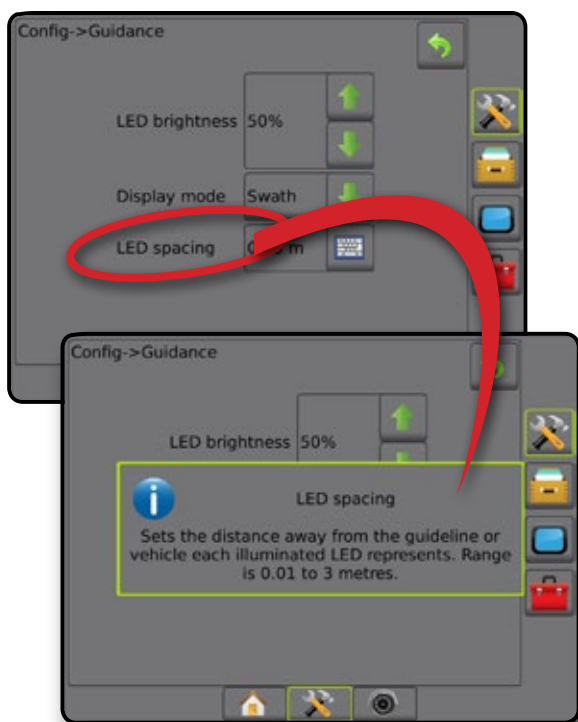 Config->Guidance
LED brightness 50%
Display mode Swath
LED spacing m
Config->Guidance
LED brightness 50%
LED spacing
Sets the distance away from the guideline or
vehicle each illuminated LED represents. Range
is 0.01 to 3 metres.